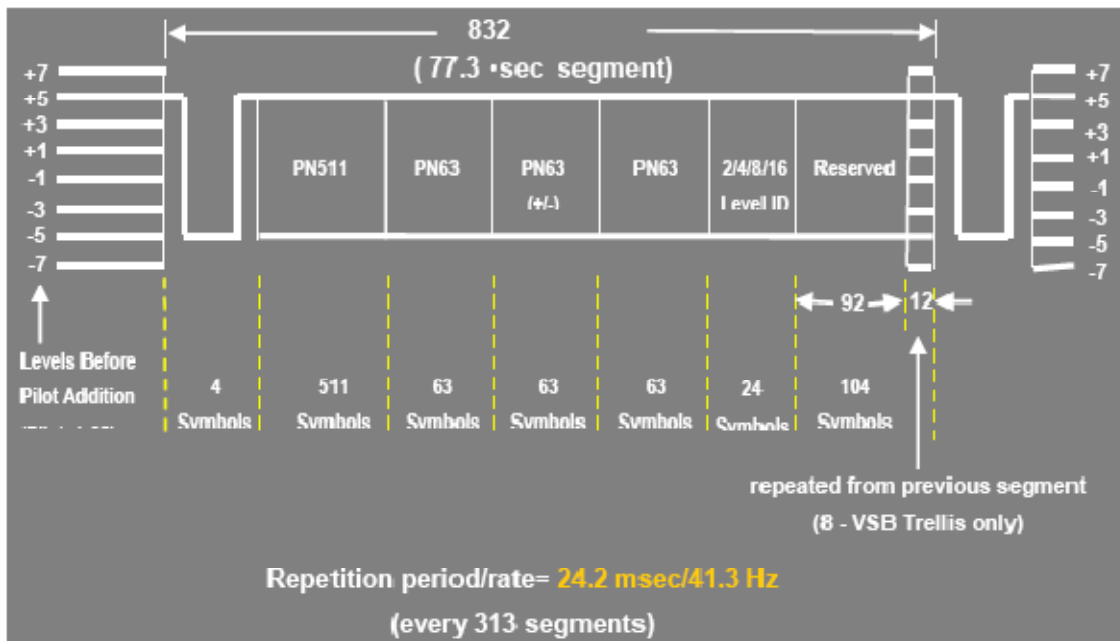 832
( 77.3 •sec segment)
+7
+5
+3
+1
-1
-3
-5
-7
PN511
PN63
PN63
(+/-)
PN63
2/4/8/16
Level ID
Reserved
+7
+5
+3
+1
-1
-3
-5
-7
92
12
Levels Before
Pilot Addition
4
Symbols
511
Symbols
63
Symbols
63
Symbols
63
Symbols
24
Symbols
104
Symbols
repeated from previous segment
(8 - VSB Trellis only)
Repetition period/rate= 24.2 msec/41.3 Hz
(every 313 segments)